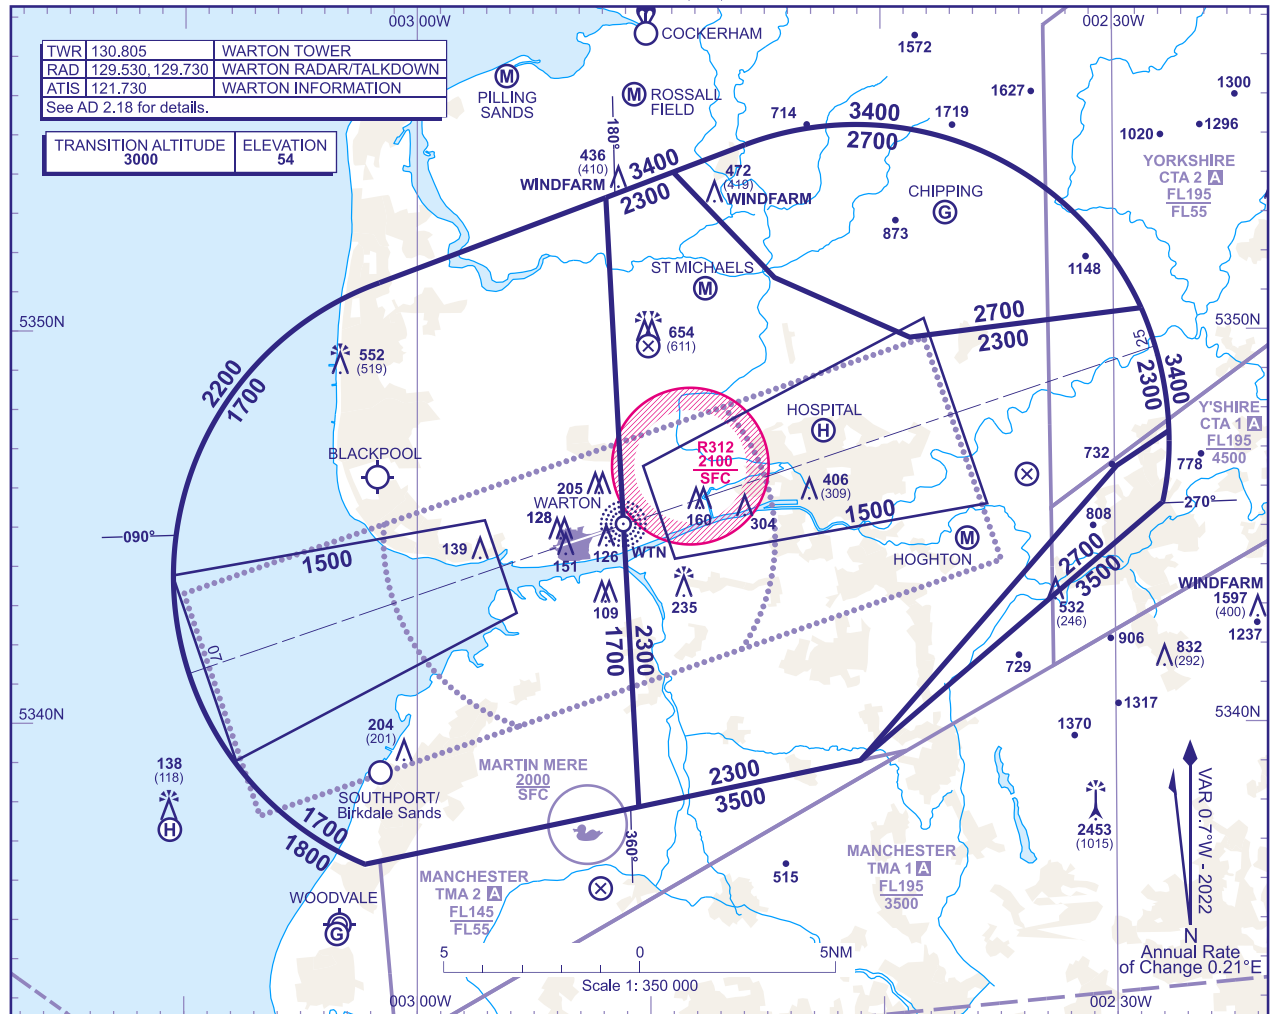 003 00W
002 30W
TWR 130.805 WARTON TOWER
RAD 129.530, 129.730 WARTON RADAR/TALKDOWN
ATIS 121.730 WARTON INFORMATION
See AD 2.18 for details.
TRANSITION ALTITUDE
3000
ELEVATION
54
COCKERHAM
M
PILLING
SANDS
M
ROSSALL
FIELD
180°
1572
1627
1300
1296
1020
714
1719
3400
2700
YORKSHIRE
CTA 2 A
FL195
FL55
436
(410)
WINDFARM
3400
2300
472
(419)
WINDFARM
CHIPPING
G
873
1148
ST MICHAELS
M
654
(611)
5350N
5350N
2700
2300
25
3400
2300
552
(519)
2200
1700
HOSPITAL
H
Y'SHIRE
CTA 1 A
FL195
4500
R312
2100
SFC
BLACKPOOL
732
778
205
WARTON
406
(309)
160
304
1500
270°
128
151
126
WTN
808
090°
139
1500
M
HOGHTON
109
235
2700
3500
WINDFARM
1597
(400)
1237
532
(246)
1700
2300
906
832
(292)
07
729
1317
5340N
5340N
204
(201)
1370
138
(118)
H
MARTIN MERE
2000
SFC
2300
3500
SOUTHPORT/
Birkdale Sands
1700
1800
VAR 0.7°W - 2022
2453
(1015)
360°
MANCHESTER
TMA 1 A
FL195
3500
515
MANCHESTER
TMA 2 A
FL145
FL55
WOODVALE
G
N
Annual Rate
of Change 0.21°E
5 0 5NM
Scale 1: 350 000
003 00W
002 30W